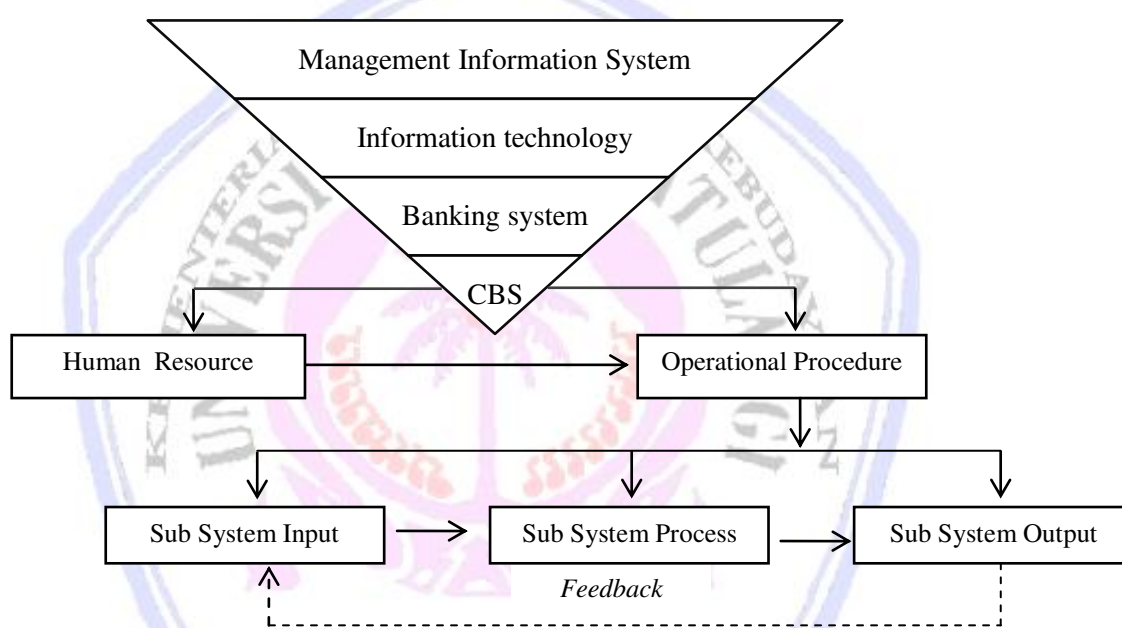 Management Information System
Information technology
Banking system
CBS
Human Resource
Operational Procedure
Sub System Input
Sub System Process
Sub System Output
Feedback